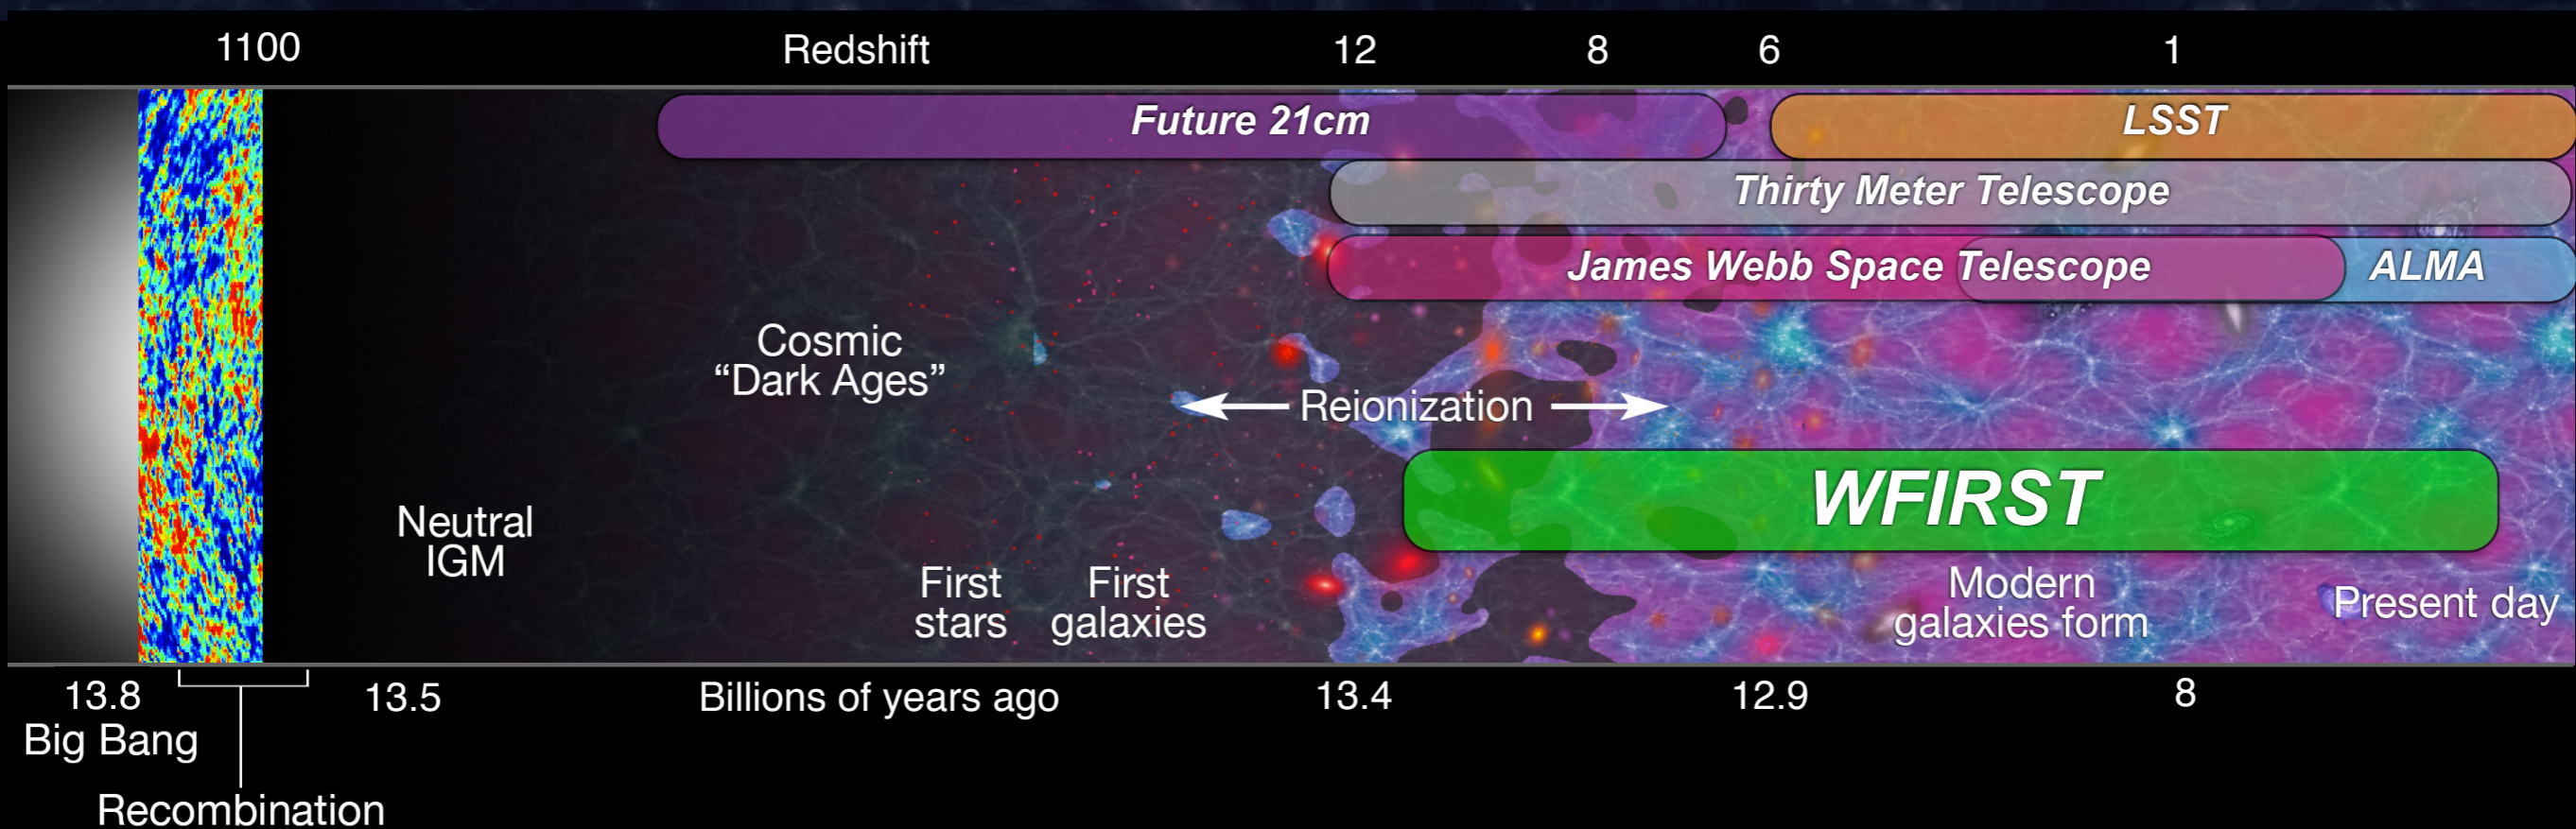 1100 Redshift 12 8 6 1
Future 21cm LSST
Thirty Meter Telescope
James Webb Space Telescope ALMA
Cosmic
“Dark Ages”
Reionization
WFIRST
Neutral
IGM
First
stars
First
galaxies
Modern
galaxies form
Present day
13.8 13.5 Billions of years ago 13.4 12.9 8
Big Bang
Recombination